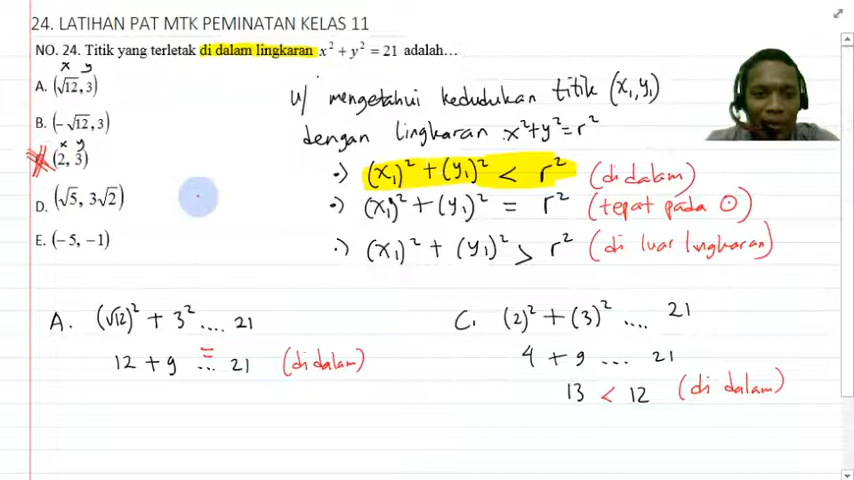 24. LATIHAN PAT MTK PEMINATAN KELAS 11
NO. 24. Titik yang terletak di dalam lingkaran x² + y² = 21 adalah…
x y
A. (√12, 3)
B. (− √12, 3)
x y
(2, 3)
D. (√5, 3√2)
E. (− 5, −1)
u/ mengetahui kedudukan titik (x₁,y₁)
dengan lingkaran x²+y²=r²
·) (x₁)² + (y₁)² < r² (di dalam)
·) (x₁)² + (y₁)² = r² (tepat pada ⊙)
·) (x₁)² + (y₁)² > r² (di luar lingkaran)
A. (√12)² + 3² .... 21
12 + 9 = ... 21 (di dalam)
C. (2)² + (3)² .... 21
4 + 9 ... 21
13 < 12 (di dalam)